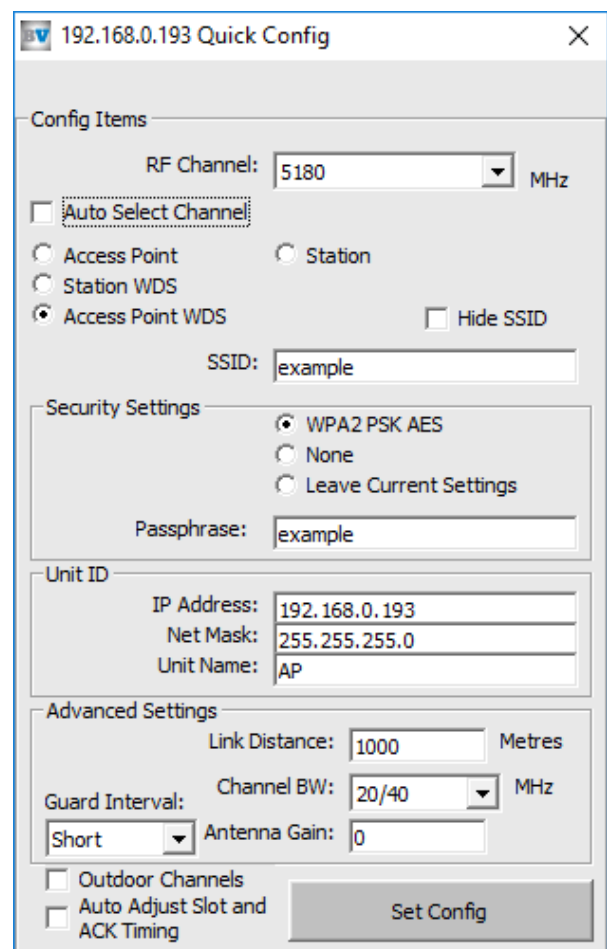 BV 192.168.0.193 Quick Config
Config Items
RF Channel: 5180 MHz
Auto Select Channel
Access Point Station
Station WDS
Access Point WDS Hide SSID
SSID: example
Security Settings
WPA2 PSK AES
None
Leave Current Settings
Passphrase: example
Unit ID
IP Address: 192.168.0.193
Net Mask: 255.255.255.0
Unit Name: AP
Advanced Settings
Link Distance: 1000 Metres
Channel BW: 20/40 MHz
Guard Interval:
Short Antenna Gain: 0
Outdoor Channels
Auto Adjust Slot and
ACK Timing
Set Config